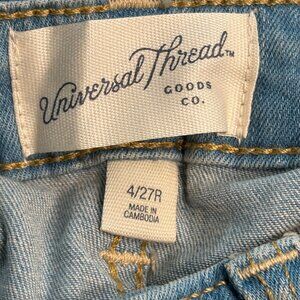 Universal Thread™
GOODS
CO.
4/27R
MADE IN
CAMBODIA